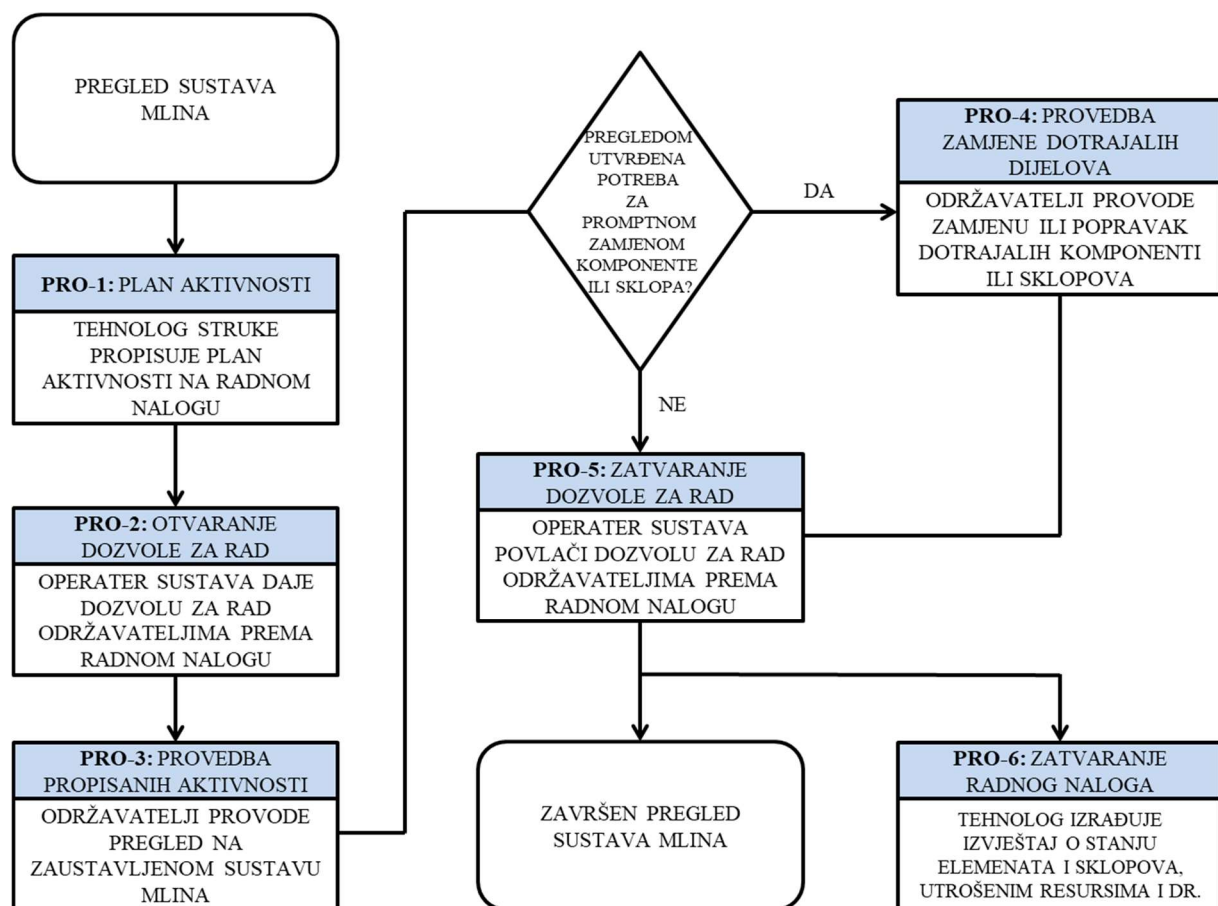 PREGLED SUSTAVA
MLINA
PRO-1: PLAN AKTIVNOSTI
TEHNOLOG STRUKE
PROPISUJE PLAN
AKTIVNOSTI NA RADNOM
NALOGU
PRO-2: OTVARANJE
DOZVOLE ZA RAD
OPERATER SUSTAVA DAJE
DOZVOLU ZA RAD
ODRŽAVATELJIMA PREMA
RADNOM NALOGU
PRO-3: PROVEDBA
PROPISANIH AKTIVNOSTI
ODRŽAVATELJI PROVODE
PREGLED NA
ZAUSTAVLJENOM SUSTAVU
MLINA
PREGLEDOM
UTVRĐENA
POTREBA
ZA
PROMPTNOM
ZAMJENOM
KOMPONENTE
ILI SKLOPA?
DA
PRO-4: PROVEDBA
ZAMJENE DOTRAJALIH
DIJELOVA
ODRŽAVATELJI PROVODE
ZAMJENU ILI POPRAVAK
DOTRAJALIH KOMPONENTI
ILI SKLOPOVA
NE
PRO-5: ZATVARANJE
DOZVOLE ZA RAD
OPERATER SUSTAVA
POVLAČI DOZVOLU ZA RAD
ODRŽAVATELJIMA PREMA
RADNOM NALOGU
ZAVRŠEN PREGLED
SUSTAVA MLINA
PRO-6: ZATVARANJE
RADNOG NALOGA
TEHNOLOG IZRAĐUJE
IZVJEŠTAJ O STANJU
ELEMENATA I SKLOPOVA,
UTROŠENIM RESURSIMA I DR.